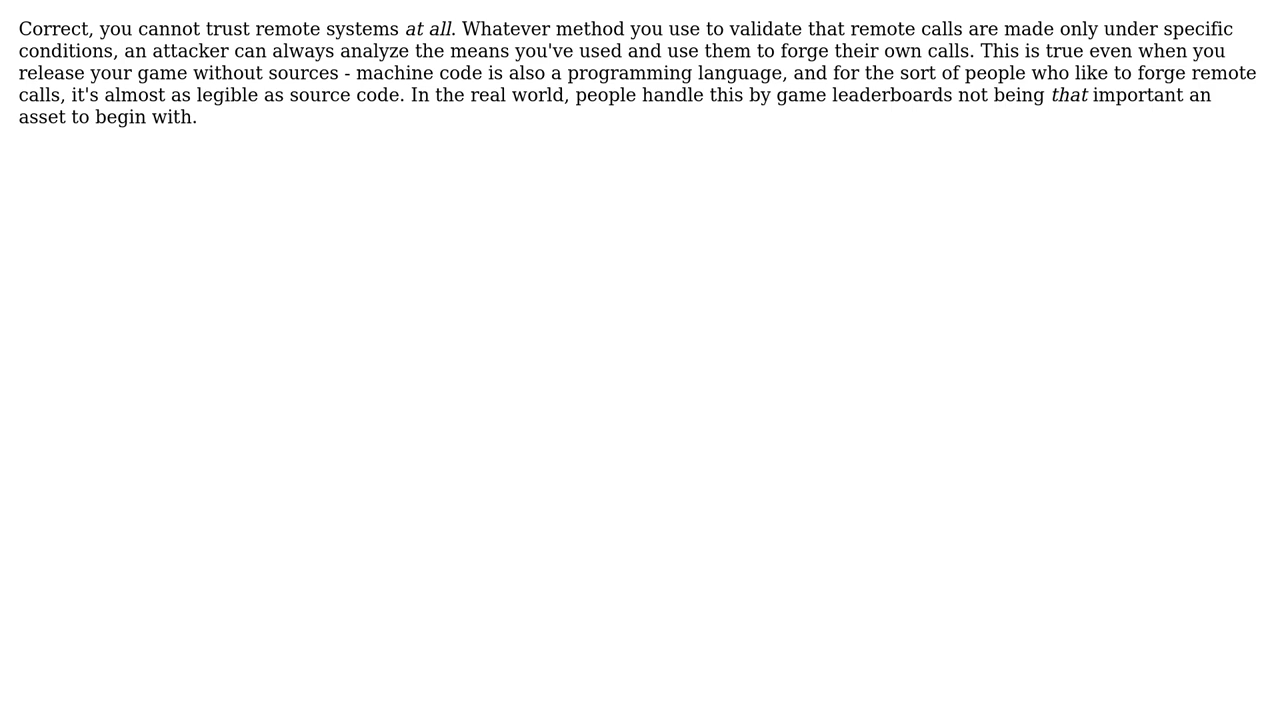 Correct, you cannot trust remote systems at all. Whatever method you use to validate that remote calls are made only under specific
conditions, an attacker can always analyze the means you've used and use them to forge their own calls. This is true even when you
release your game without sources - machine code is also a programming language, and for the sort of people who like to forge remote
calls, it's almost as legible as source code. In the real world, people handle this by game leaderboards not being that important an
asset to begin with.